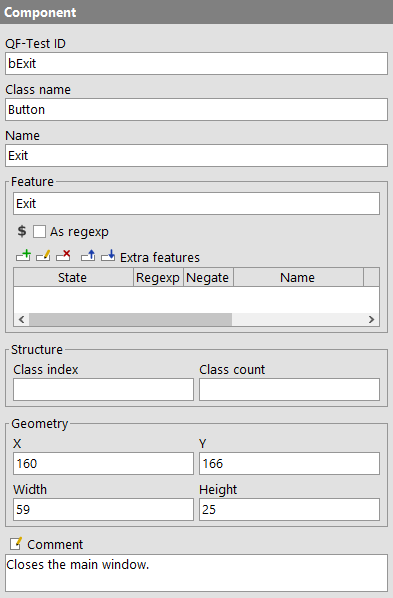 Component
QF-Test ID
bExit
Class name
Button
Name
Exit
Feature
Exit
$ As regexp
Extra features
State Regexp Negate Name
Structure
Class index Class count
Geometry
X Y
160 166
Width Height
59 25
Comment
Closes the main window.